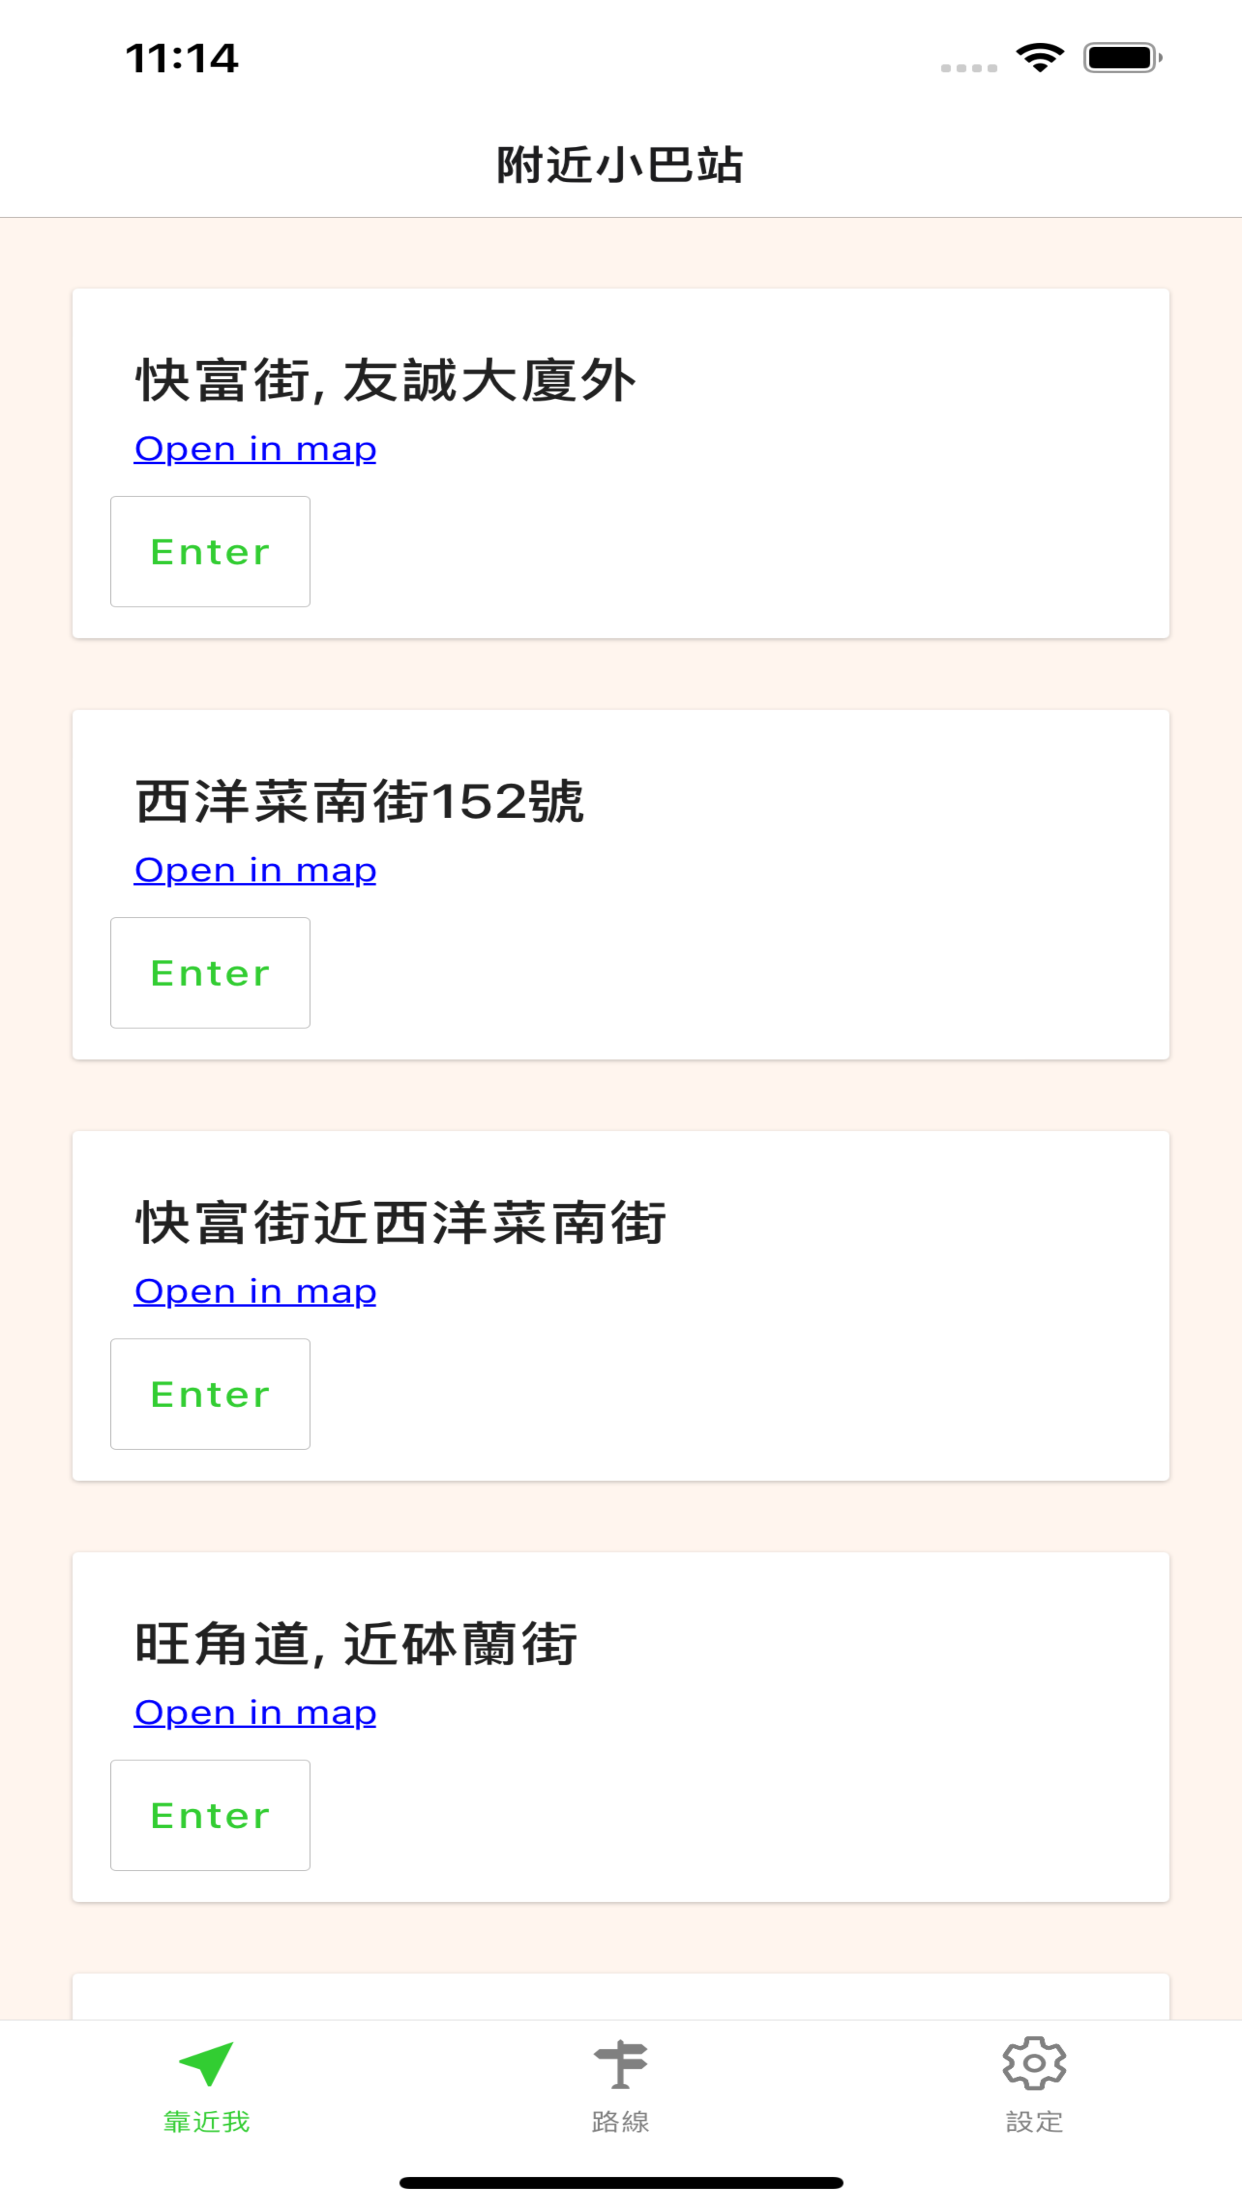 11:14
附近小巴站
快富街, 友誠大廈外
Open in map
Enter
西洋菜南街152號
Open in map
Enter
快富街近西洋菜南街
Open in map
Enter
旺角道, 近砵蘭街
Open in map
Enter
靠近我
路線
設定